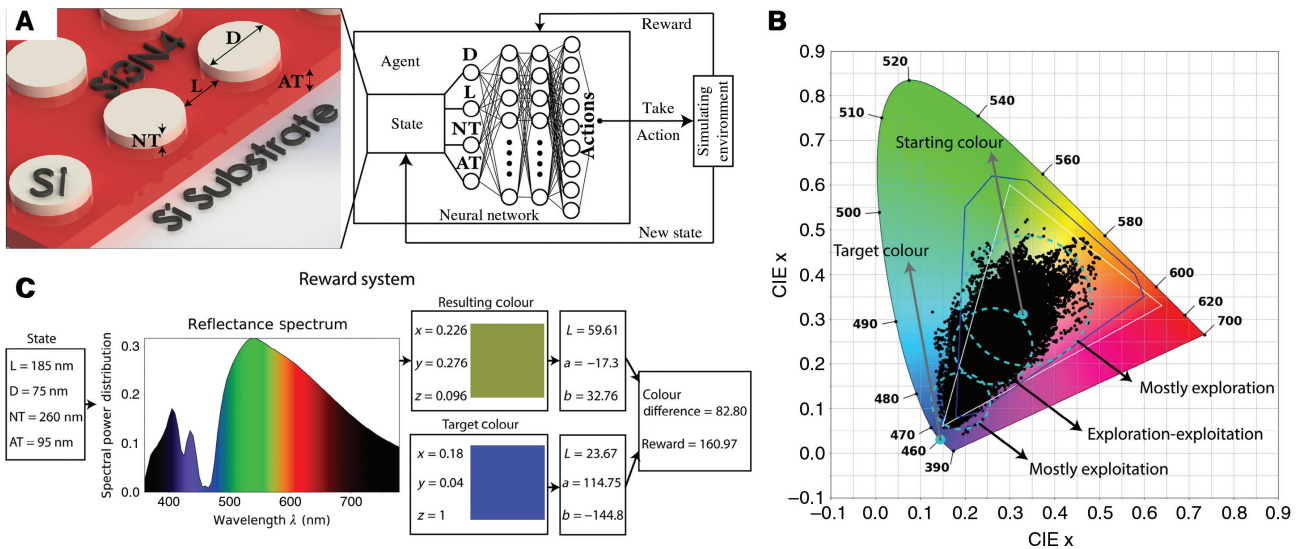 A
Si3N4
D
L
AT
NT
Si
Si Substrate
Reward
Agent
State
D
L
NT
AT
Actions
Neural network
Take
Action
Simulating
environment
New state
B
CIE x
0.9
0.8
0.7
0.6
0.5
0.4
0.3
0.2
0.1
0.0
−0.1
−0.1 0.0 0.1 0.2 0.3 0.4 0.5 0.6 0.7 0.8 0.9
CIE x
520
510
540
560
500
580
600
620
490
700
480
470
460
390
Starting colour
Target colour
Mostly exploration
Exploration-exploitation
Mostly exploitation
C
Reward system
State
L = 185 nm
D = 75 nm
NT = 260 nm
AT = 95 nm
Reflectance spectrum
Spectral power distribution
0.3
0.2
0.1
0.0
400 500 600 700
Wavelength λ (nm)
Resulting colour
x = 0.226
y = 0.276
z = 0.096
L = 59.61
a = −17.3
b = 32.76
Target colour
x = 0.18
y = 0.04
z = 1
L = 23.67
a = 114.75
b = −144.8
Colour
difference = 82.80
Reward = 160.97